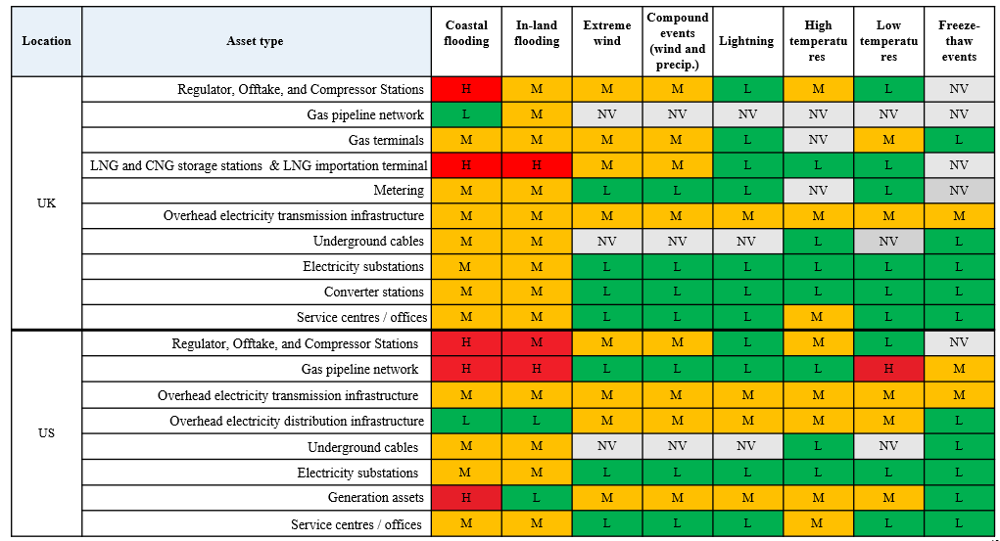 Location Asset type Coastal flooding In-land flooding Extreme wind Compound events (wind and precip.) Lightning High temperatu res Low temperatu res Freeze-thaw events
UK
Regulator, Offtake, and Compressor Stations H M M M L M L NV
Gas pipeline network L M NV NV NV NV NV NV
Gas terminals M M M M L NV M L
LNG and CNG storage stations & LNG importation terminal H H M M L L L NV
Metering M M L L L NV L NV
Overhead electricity transmission infrastructure M M M M M M M M
Underground cables M M NV NV NV L NV L
Electricity substations M M L L L L L L
Converter stations M M L L L L L L
Service centres / offices M M L L L M L L
US
Regulator, Offtake, and Compressor Stations H M M M L M L NV
Gas pipeline network H H L L L L H M
Overhead electricity transmission infrastructure M M M M M M M M
Overhead electricity distribution infrastructure L L M M M M M L
Underground cables M M NV NV NV L NV L
Electricity substations M M L L L L L L
Generation assets H L M M M M M L
Service centres / offices M M L L L M L L